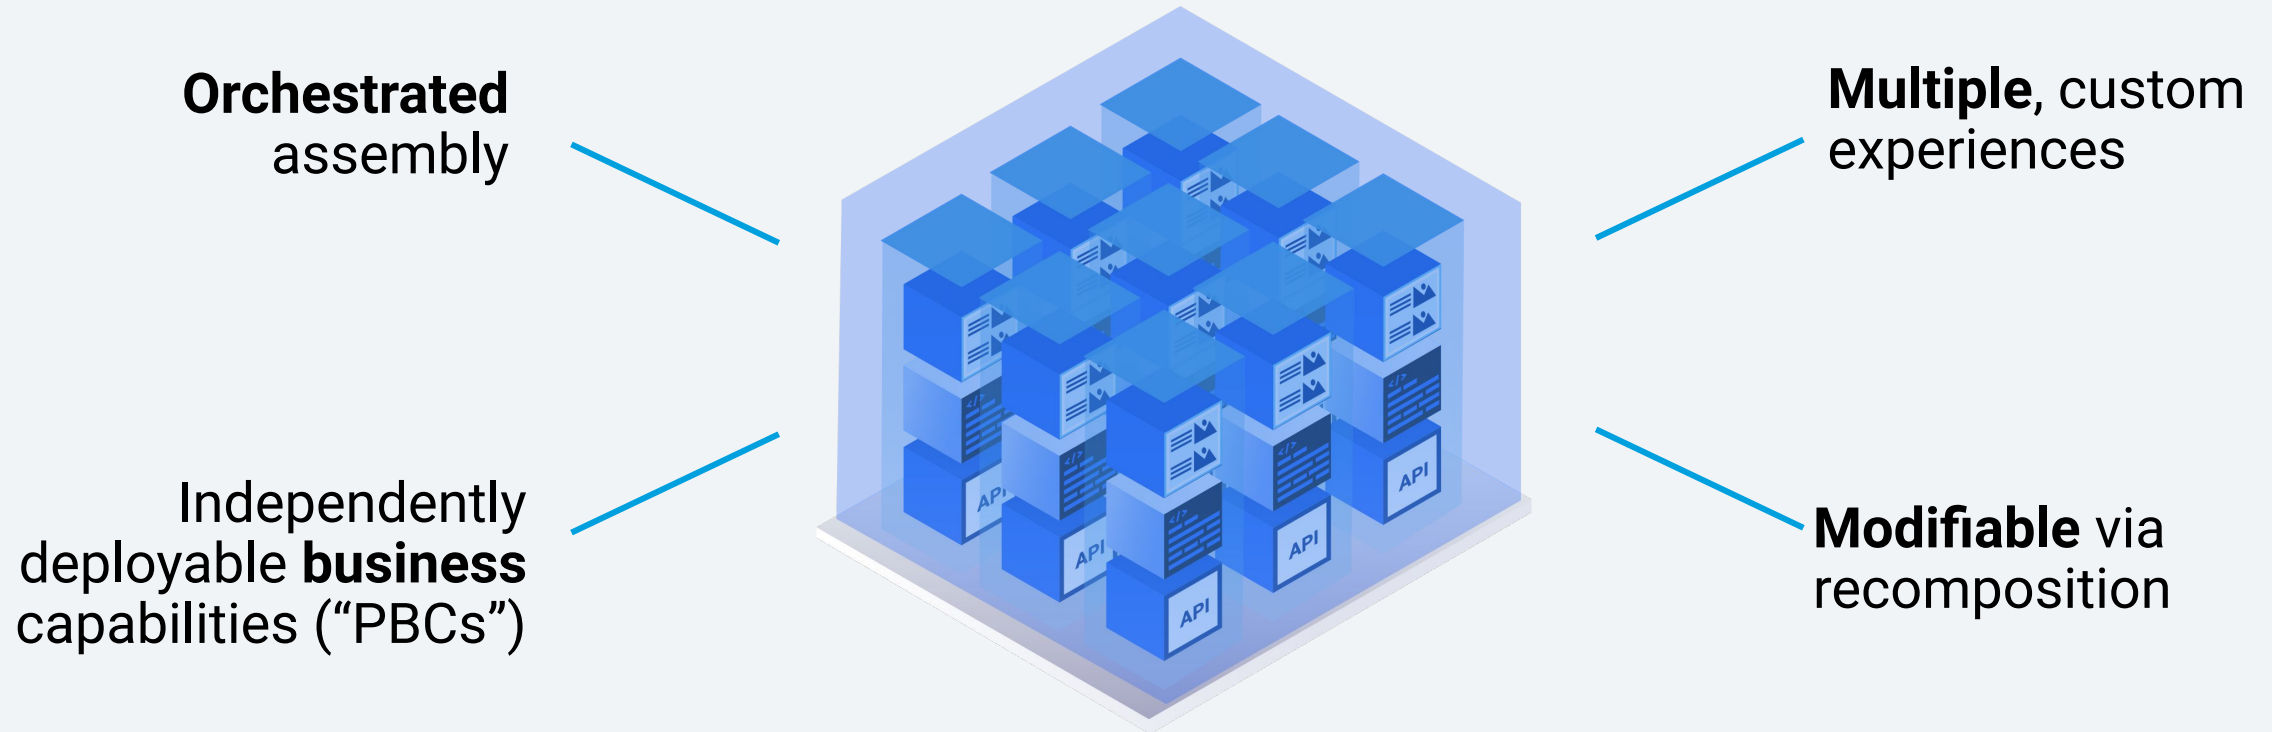 Orchestrated
assembly
Multiple, custom
experiences
Independently
deployable business
capabilities (“PBCs”)
Modifiable via
recomposition
</>
</>
</>
</>
</>
API
API
API
API
API